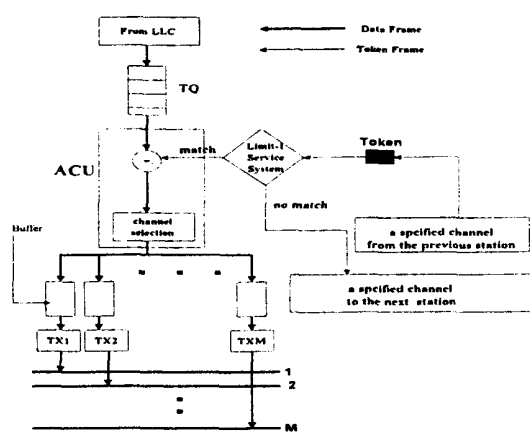 From LLC
Data Frame
Token Frame
TQ
ACU
match
Limit-1
Service
System
Token
no match
channel
selection
Buffer
a spcified channel
from the previous station
a spcified channel
to the next station
TX1
TX2
TXM
1
2
M